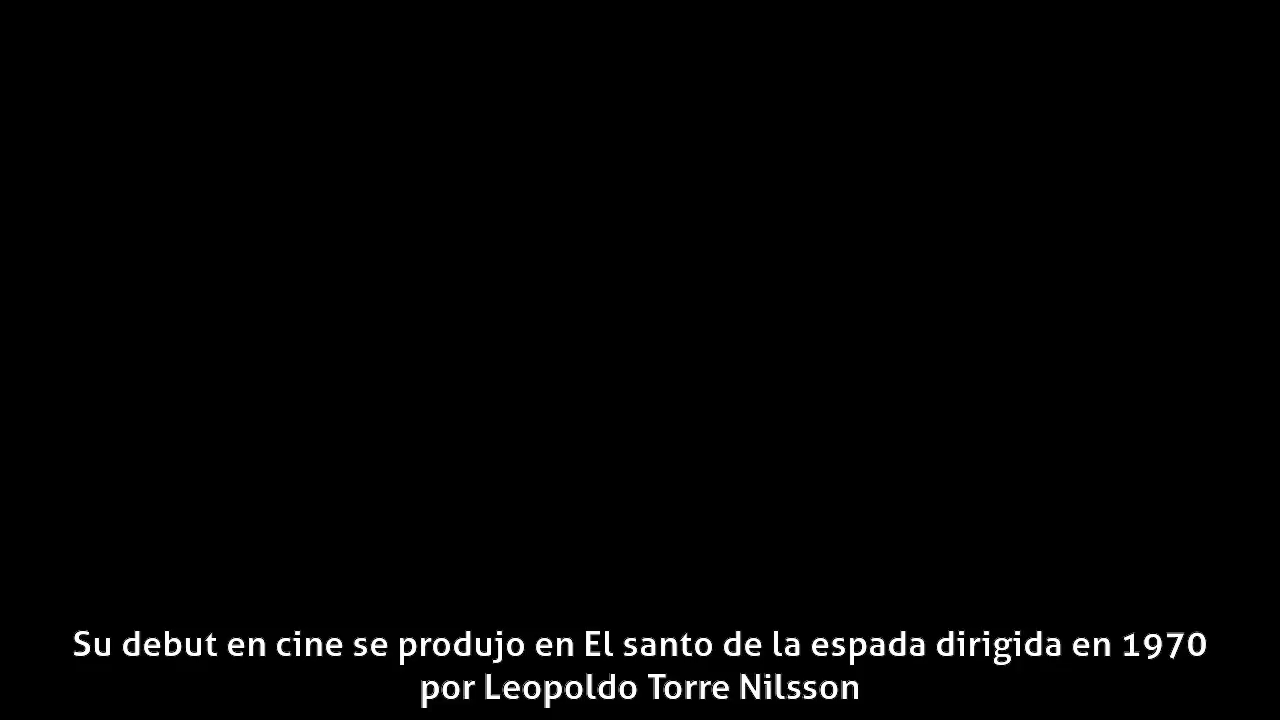 Su debut en cine se produjo en El santo de la espada dirigida en 1970
por Leopoldo Torre Nilsson